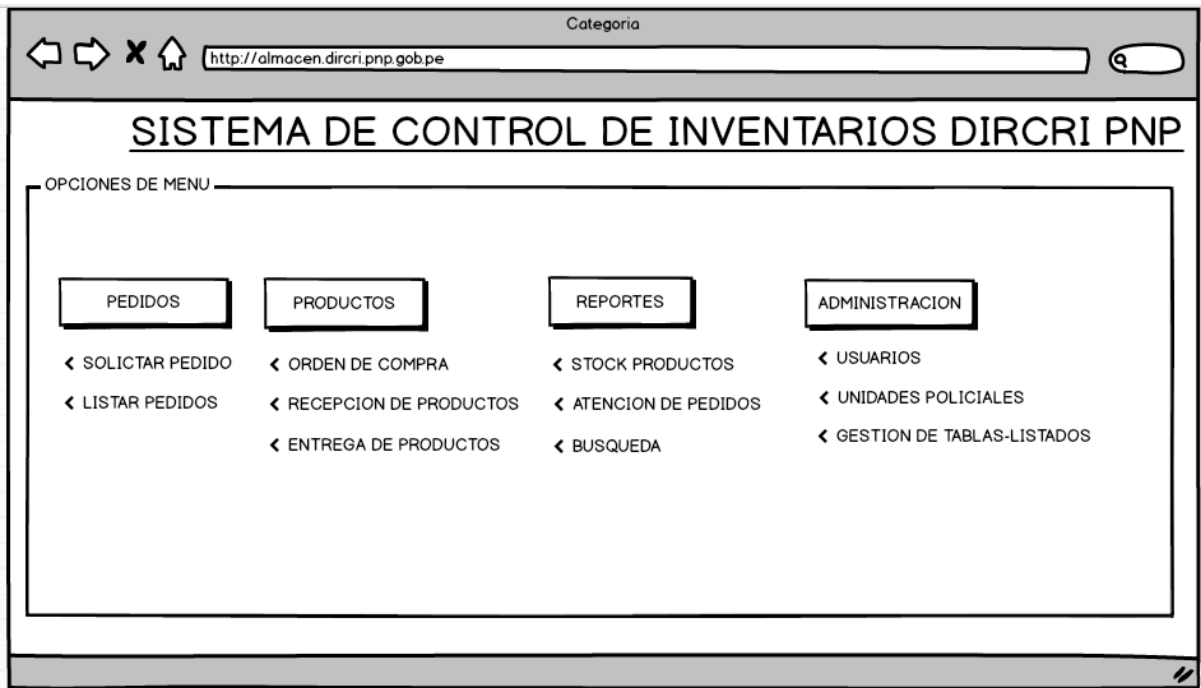 Categoria
http://almacen.dircri.pnp.gob.pe
SISTEMA DE CONTROL DE INVENTARIOS DIRCRI PNP
OPCIONES DE MENU
PEDIDOS
SOLICTAR PEDIDO
LISTAR PEDIDOS
PRODUCTOS
ORDEN DE COMPRA
RECEPCION DE PRODUCTOS
ENTREGA DE PRODUCTOS
REPORTES
STOCK PRODUCTOS
ATENCION DE PEDIDOS
BUSQUEDA
ADMINISTRACION
USUARIOS
UNIDADES POLICIALES
GESTION DE TABLAS-LISTADOS